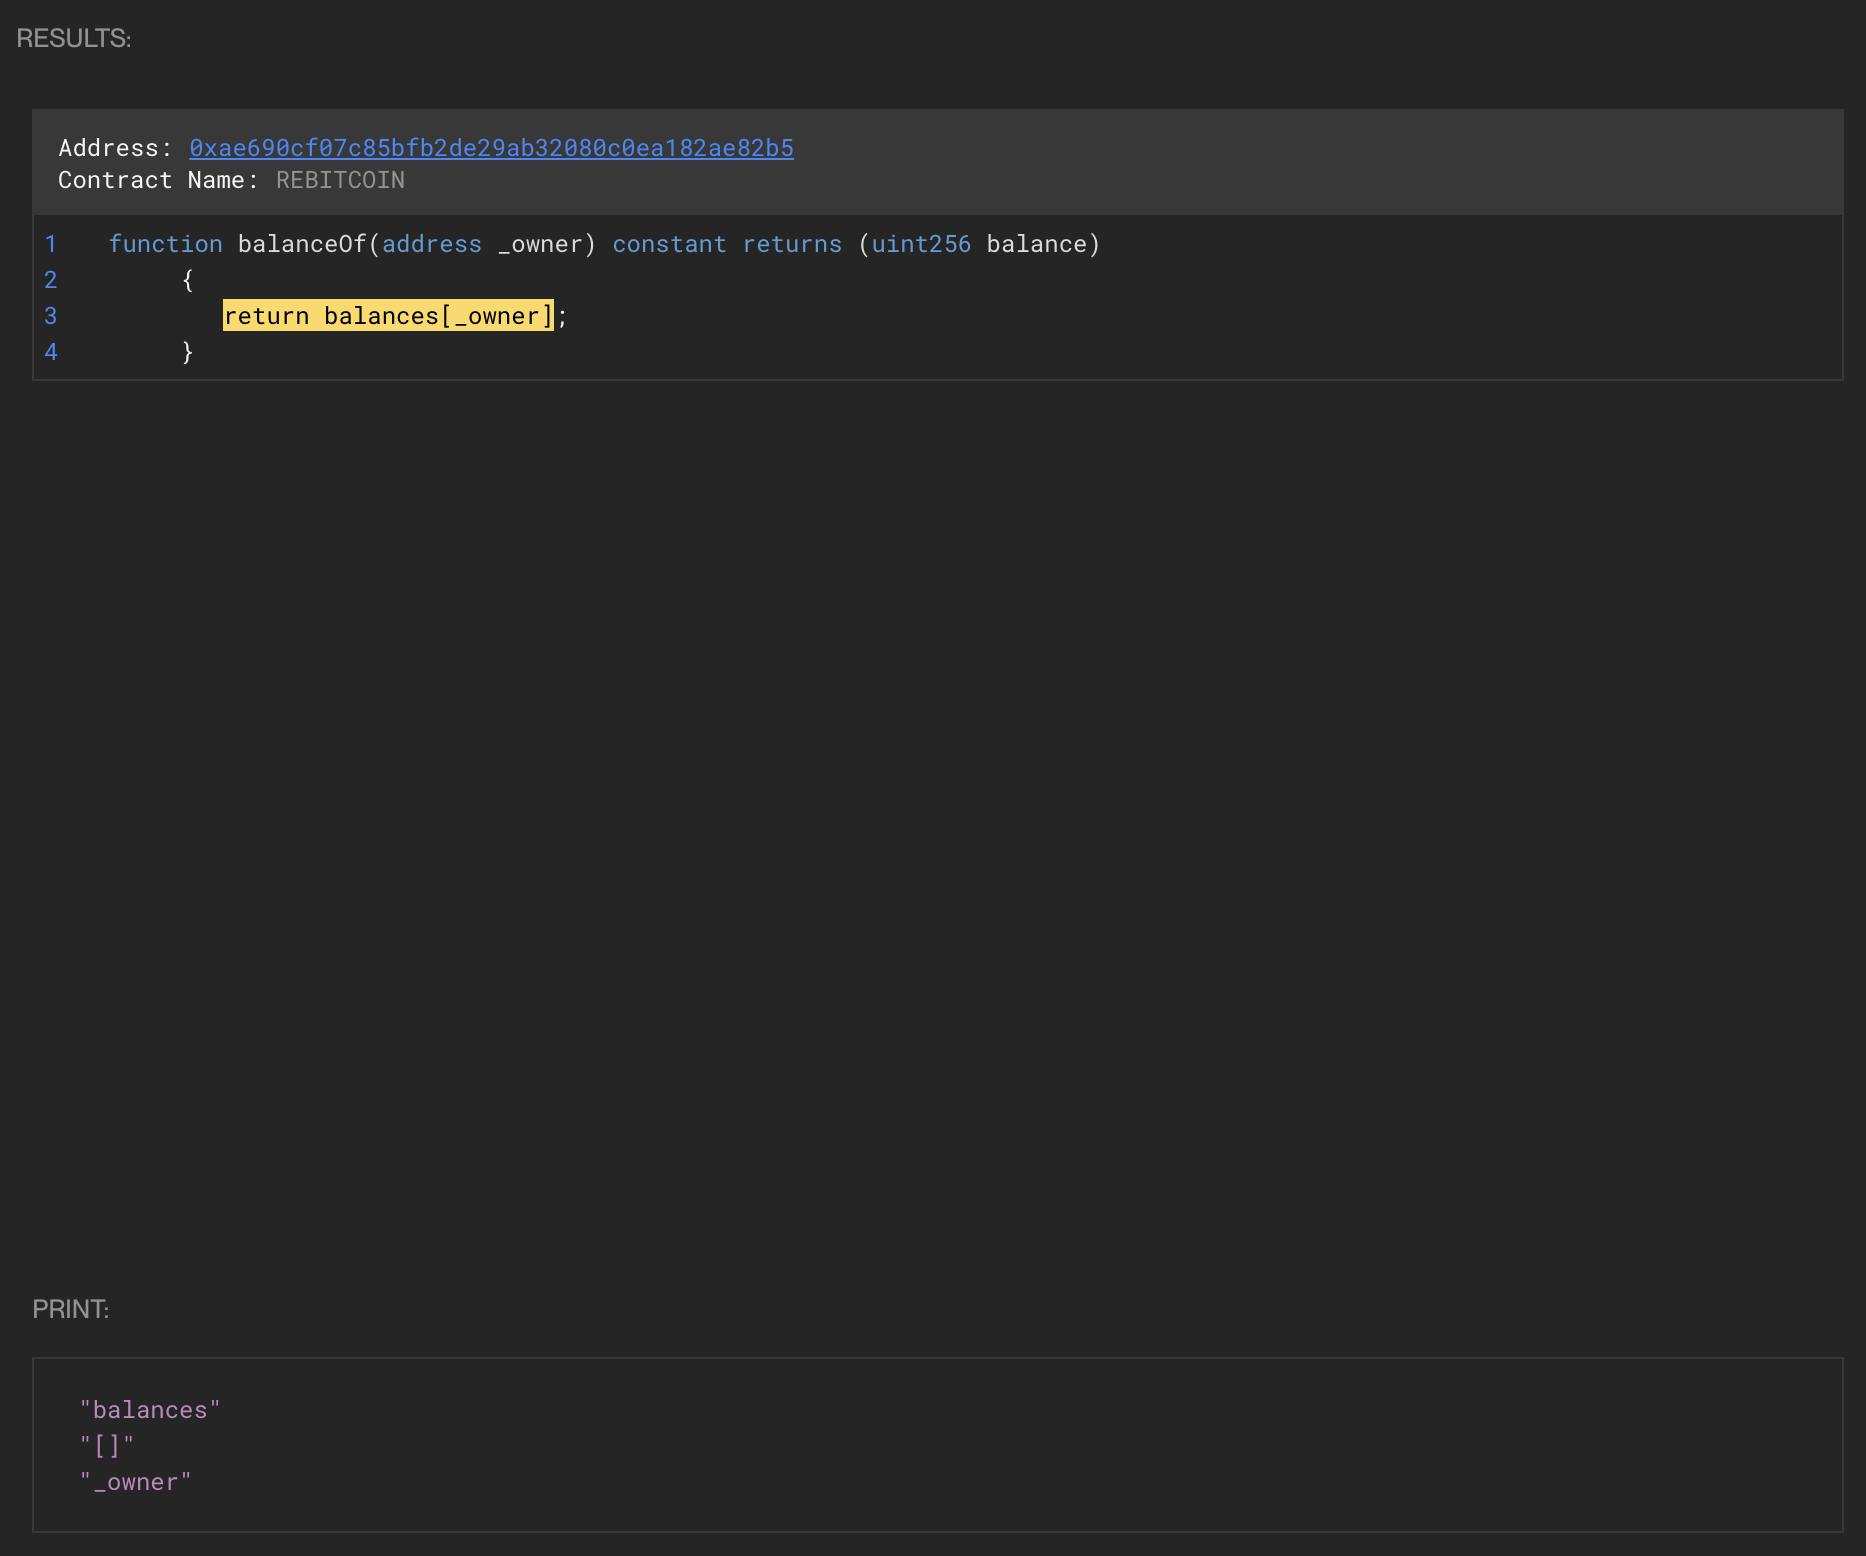 RESULTS:
Address: 0xae690cf07c85bfb2de29ab32080c0ea182ae82b5
Contract Name: REBITCOIN
1 function balanceOf(address _owner) constant returns (uint256 balance)
2 {
3 return balances[_owner];
4 }
PRINT:
"balances"
"[]"
"_owner"